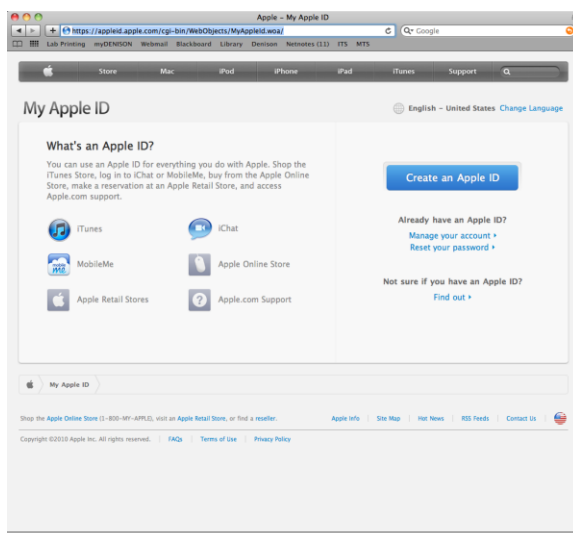 Apple – My Apple ID
https://appleid.apple.com/cgi-bin/WebObjects/MyAppleId.woa/
Google
Lab Printing myDENISON Webmail Blackboard Library Denison Netnotes (11) ITS MTS
Store Mac iPod iPhone iPad iTunes Support
My Apple ID
English – United States Change Language
What's an Apple ID?
You can use an Apple ID for everything you do with Apple. Shop the
iTunes Store, log in to iChat or MobileMe, buy from the Apple Online
Store, make a reservation at an Apple Retail Store, and access
Apple.com support.
iTunes
iChat
MobileMe
Apple Online Store
Apple Retail Stores
Apple.com Support
Create an Apple ID
Already have an Apple ID?
Manage your account
Reset your password
Not sure if you have an Apple ID?
Find out
My Apple ID
Shop the Apple Online Store (1-800-MY-APPLE), visit an Apple Retail Store, or find a reseller.
Apple Info Site Map Hot News RSS Feeds Contact Us
Copyright ©2010 Apple Inc. All rights reserved. FAQs Terms of Use Privacy Policy